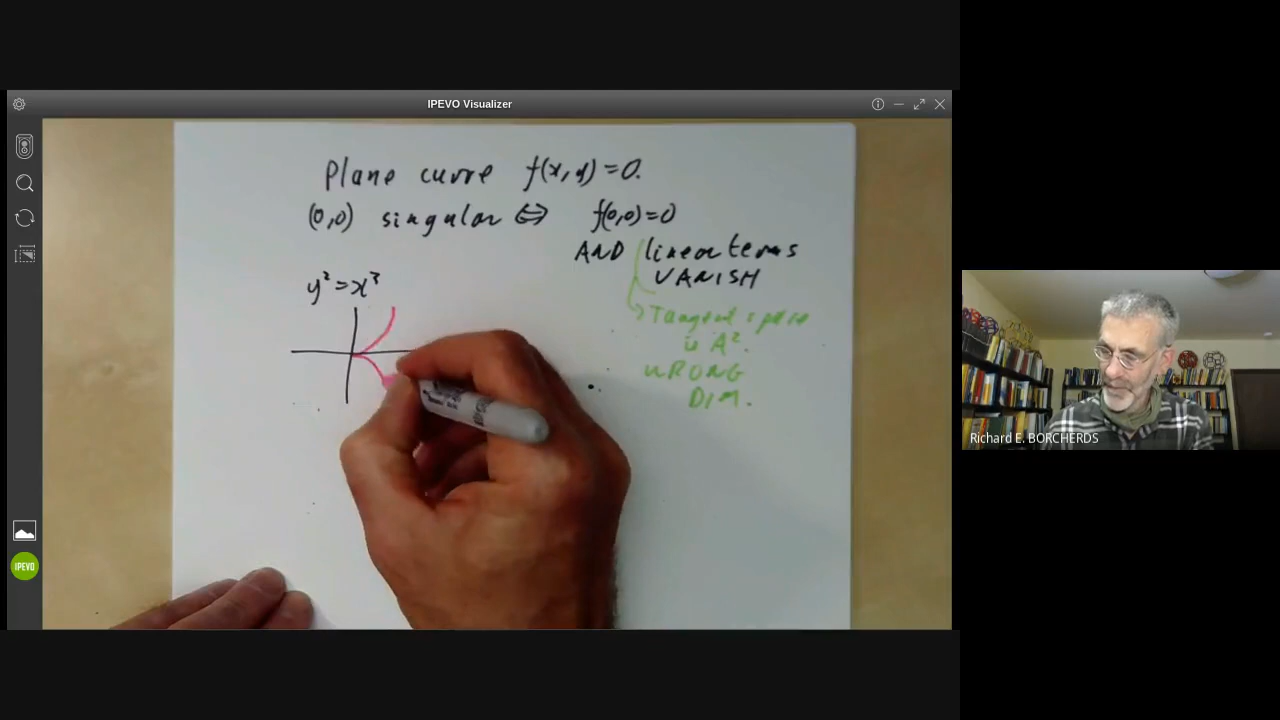 IPEVO Visualizer
Plane curve f(x,y)=0.
(0,0) singular ⇔ f(0,0)=0
AND linear terms
VANISH
y²=x³
Tangent space
is A².
WRONG
DIM.
IPEVO
Richard E. BORCHERDS